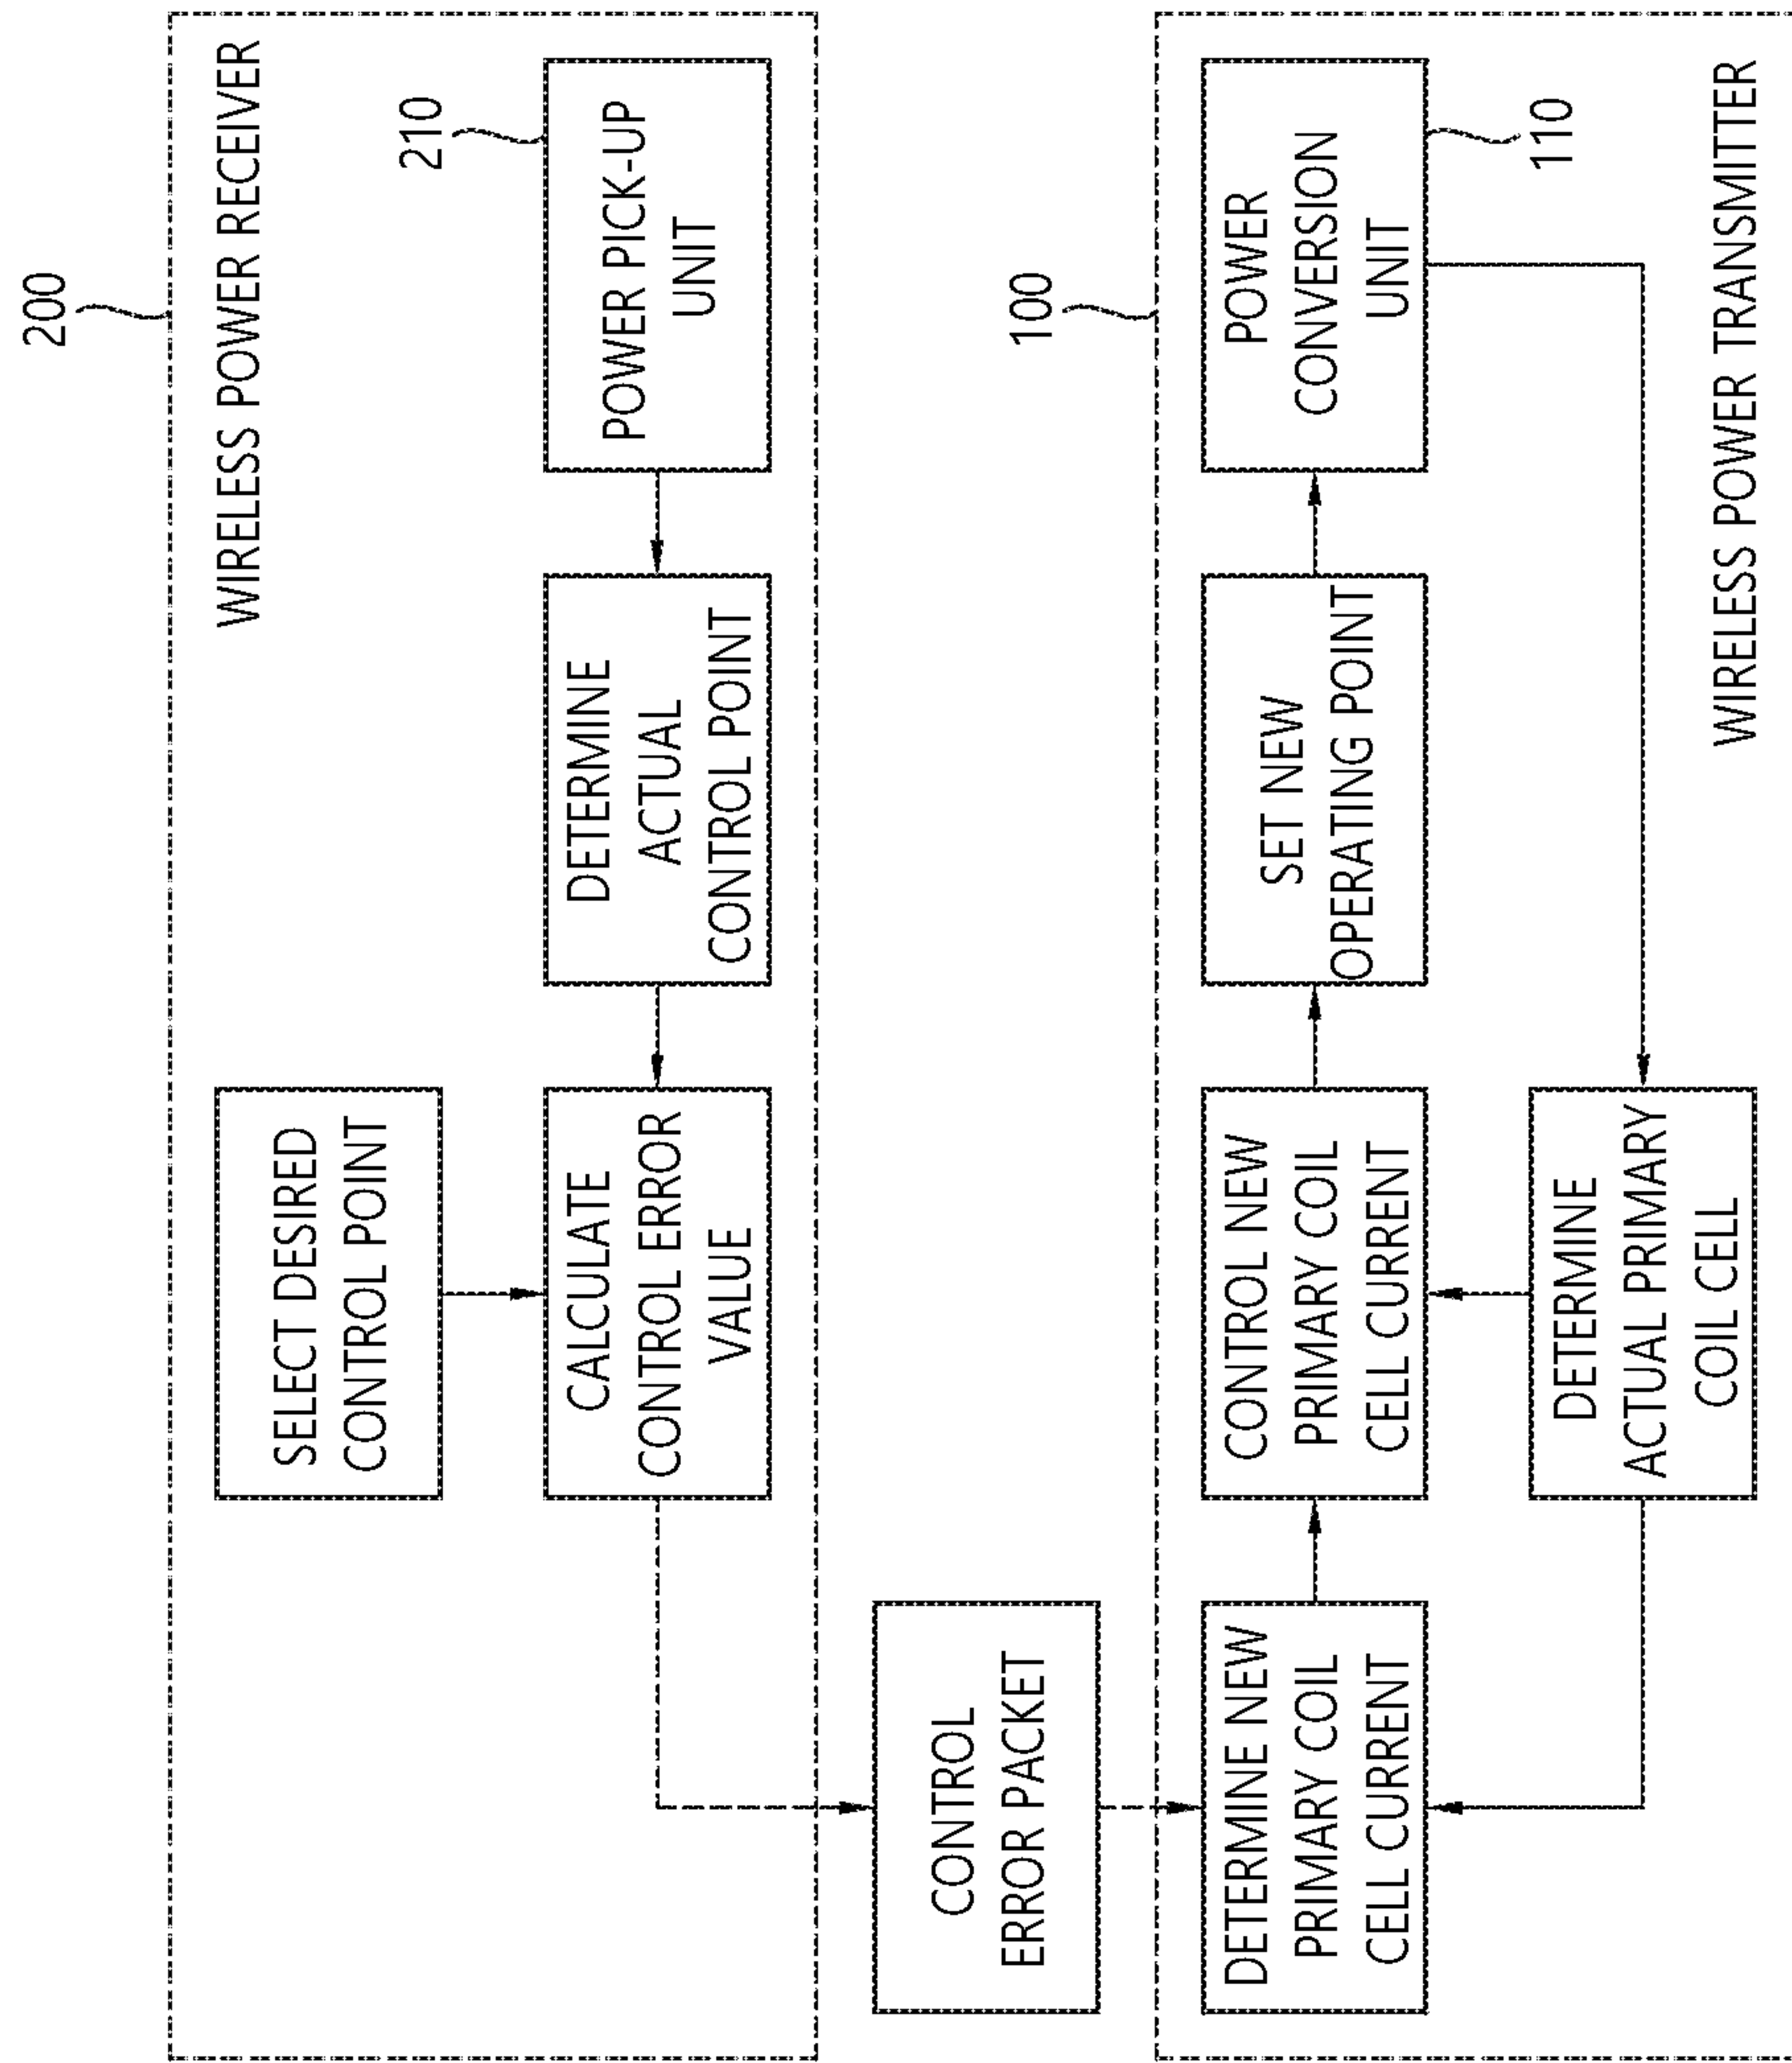 200
WIRELESS POWER RECEIVER
SELECT DESIRED
CONTROL POINT
210
CALCULATE
CONTROL ERROR
VALUE
DETERMINE
ACTUAL
CONTROL POINT
POWER PICK-UP
UNIT
CONTROL
ERROR PACKET
100
DETERMINE NEW
PRIMARY COIL
CELL CURRENT
CONTROL NEW
PRIMARY COIL
CELL CURRENT
SET NEW
OPERATING POINT
POWER
CONVERSION
UNIT
110
DETERMINE
ACTUAL PRIMARY
COIL CELL
WIRELESS POWER TRANSMITTER